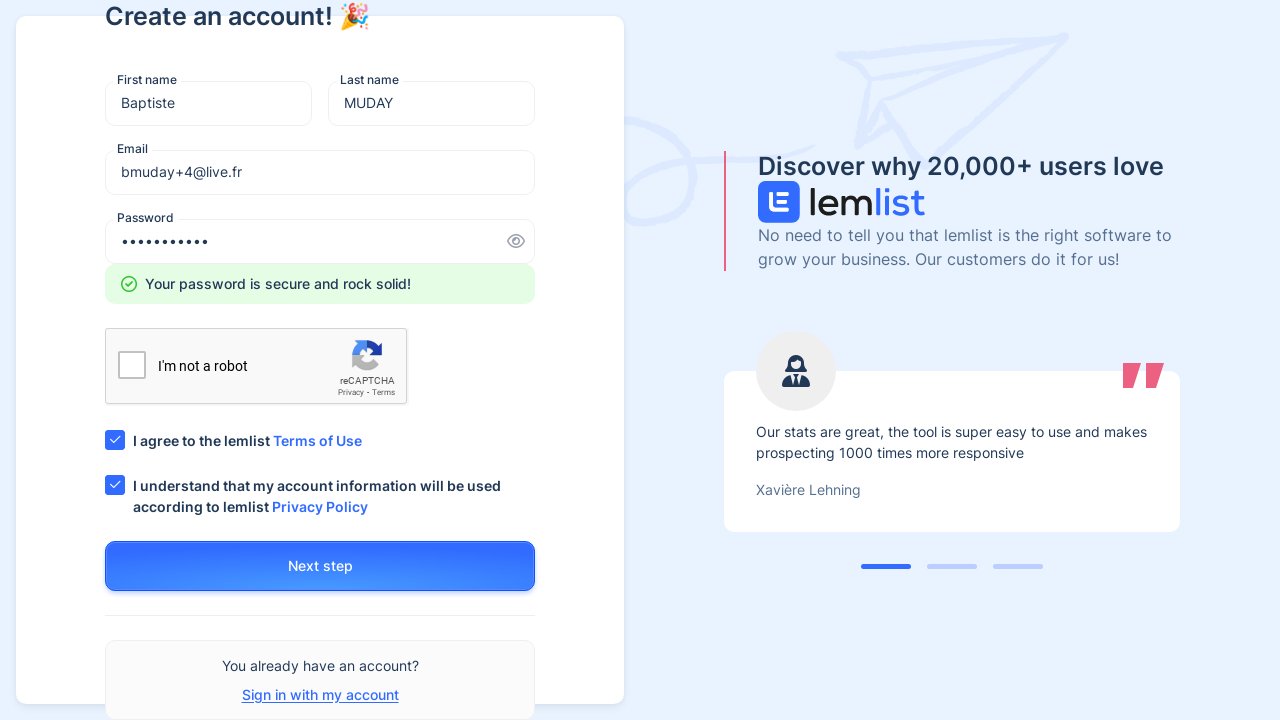 Create an account! 🎉
First name
Last name
Baptiste
MUDAY
Email
bmuday+4@live.fr
Password
•••••••••••
Your password is secure and rock solid!
I'm not a robot
reCAPTCHA
Privacy - Terms
I agree to the lemlist Terms of Use
I understand that my account information will be used
according to lemlist Privacy Policy
Next step
You already have an account?
Sign in with my account
Discover why 20,000+ users love
lemlist
No need to tell you that lemlist is the right software to
grow your business. Our customers do it for us!
Our stats are great, the tool is super easy to use and makes
prospecting 1000 times more responsive
Xavière Lehning